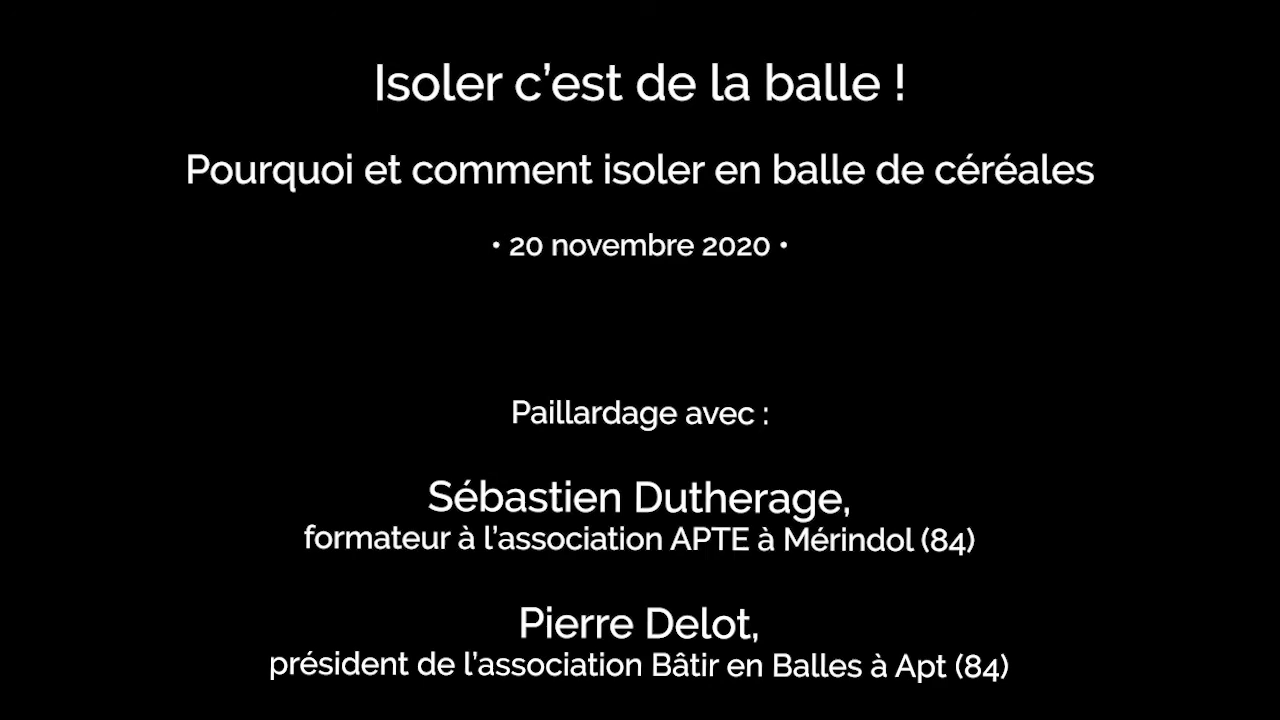 Isoler c’est de la balle !
Pourquoi et comment isoler en balle de céréales
• 20 novembre 2020 •
Paillardage avec :
Sébastien Dutherage,
formateur à l’association APTE à Mérindol (84)
Pierre Delot,
président de l’association Bâtir en Balles à Apt (84)